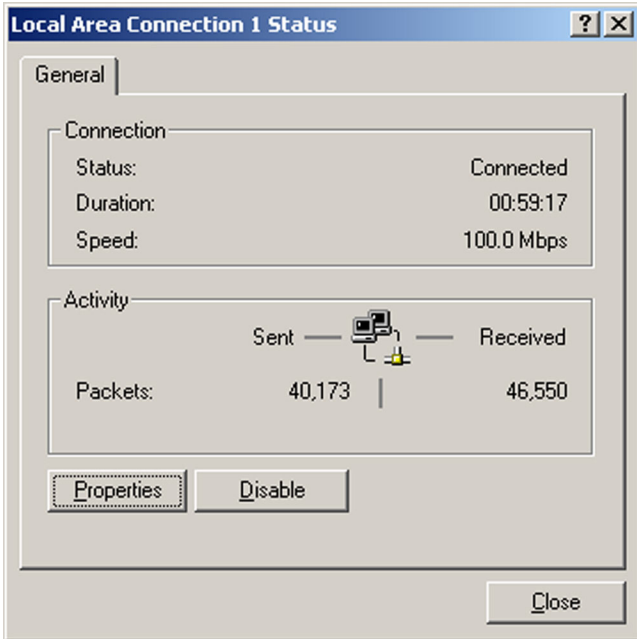 Local Area Connection 1 Status
General
Connection
Status: Connected
Duration: 00:59:17
Speed: 100.0 Mbps
Activity
Sent Received
Packets: 40,173 46,550
Properties Disable
Close